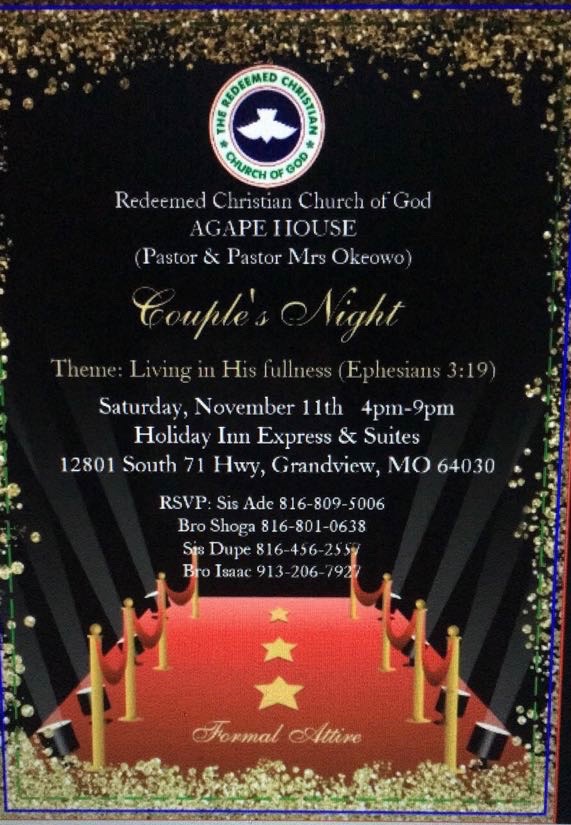 THE REDEEMED CHRISTIAN
CHURCH OF GOD
Redeemed Christian Church of God
AGAPE HOUSE
(Pastor & Pastor Mrs Okeowo)
Couple's Night
Theme: Living in His fullness (Ephesians 3:19)
Saturday, November 11th 4pm-9pm
Holiday Inn Express & Suites
12801 South 71 Hwy, Grandview, MO 64030
RSVP: Sis Ade 816-809-5006
Bro Shoga 816-801-0638
Sis Dupe 816-456-2557
Bro Isaac 913-206-7927
Formal Attire